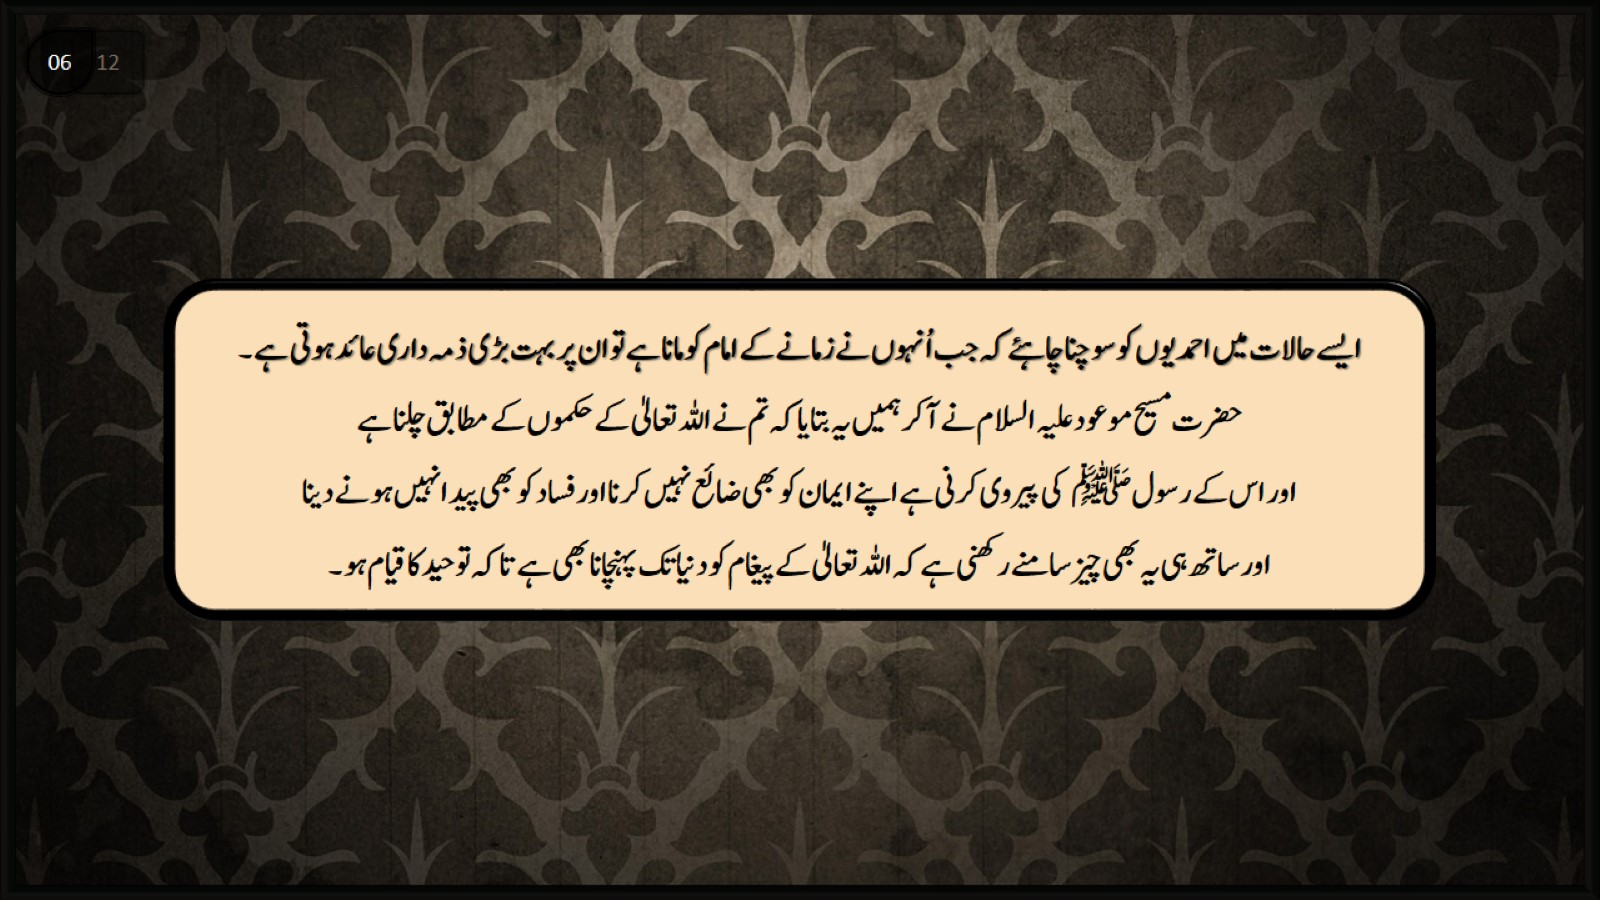 06 12
ایسے حالات میں احمدیوں کو سوچنا چاہئے کہ جب اُنہوں نے زمانے کے امام کو مانا ہے تو ان پر بہت بڑی ذمہ داری عائد ہوتی ہے۔
حضرت مسیح موعود علیہ السلام نے آ کر ہمیں یہ بتایا کہ تم نے اللہ تعالیٰ کے حکموں کے مطابق چلنا ہے
اور اس کے رسول ﷺ کی پیروی کرنی ہے اپنے ایمان کو بھی ضائع نہیں کرنا اور فساد کو بھی پیدا نہیں ہونے دینا
اور ساتھ ہی یہ بھی چیز سامنے رکھنی ہے کہ اللہ تعالیٰ کے پیغام کو دنیا تک پہنچانا بھی ہے تا کہ توحید کا قیام ہو۔